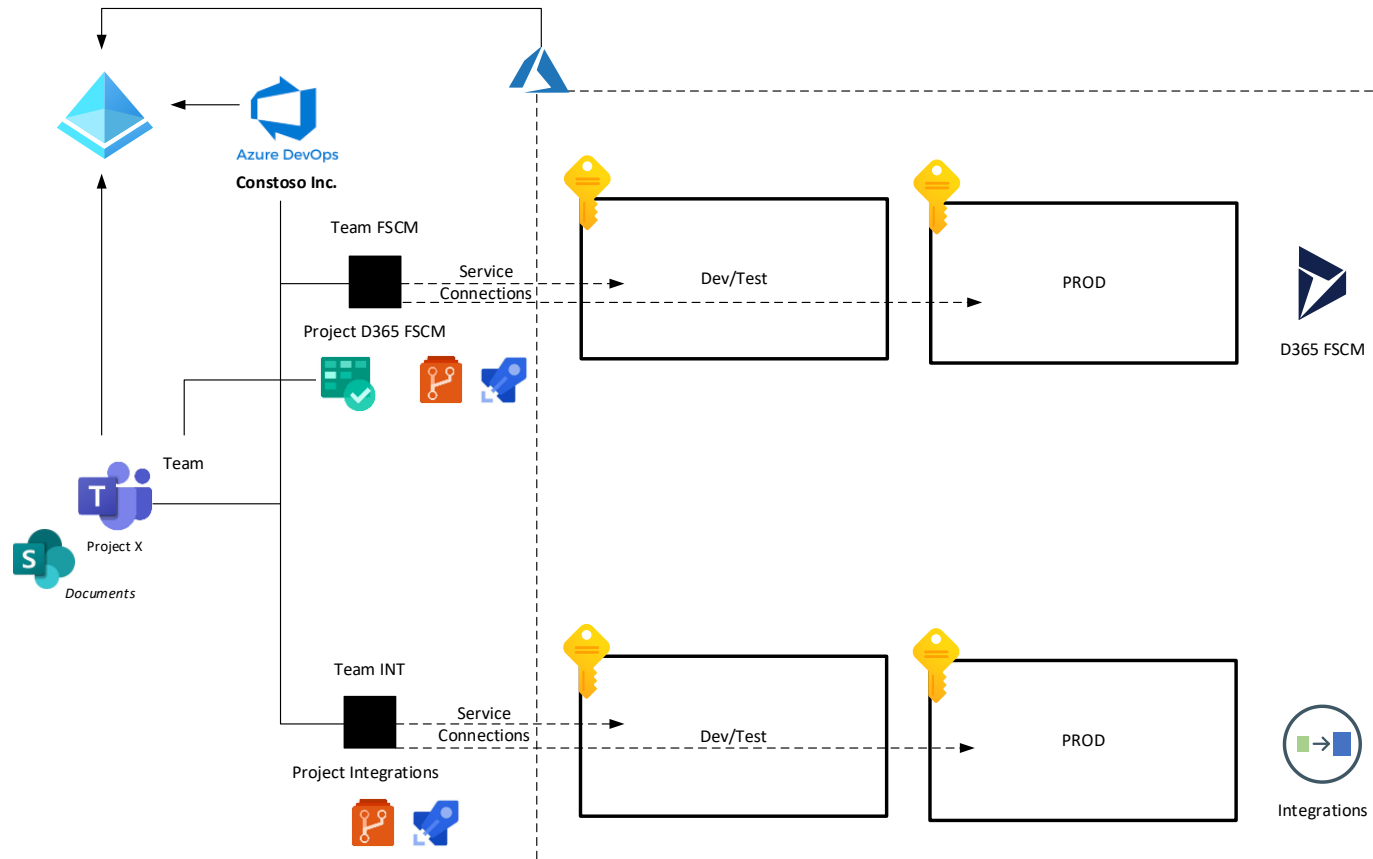 Azure DevOps
Constoso Inc.
Team FSCM
Service
Connections
Dev/Test
PROD
Project D365 FSCM
D365 FSCM
Team
T
Project X
S
Documents
Team INT
Service
Connections
Dev/Test
PROD
Project Integrations
Integrations